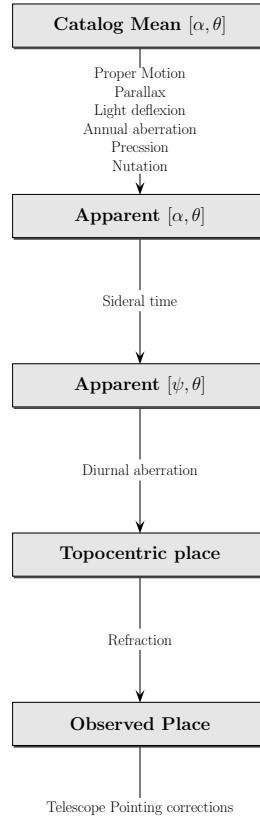 Catalog Mean [α, θ]
Proper Motion
Parallax
Light deflexion
Annual aberration
Precssion
Nutation
Apparent [α, θ]
Sideral time
Apparent [ψ, θ]
Diurnal aberration
Topocentric place
Refraction
Observed Place
Telescope Pointing corrections